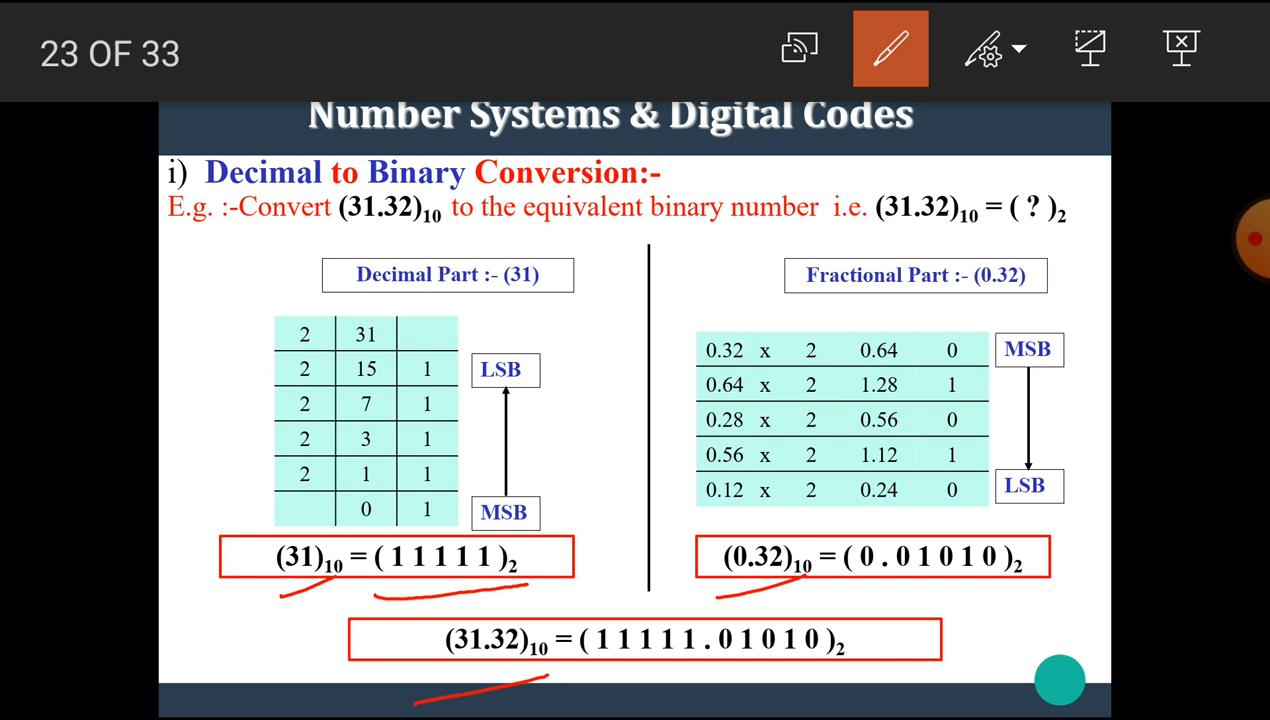 23 OF 33
Number Systems & Digital Codes
i) Decimal to Binary Conversion:-
E.g. :-Convert (31.32)10 to the equivalent binary number i.e. (31.32)10 = ( ? )2
Decimal Part :- (31)
2 31
2 15 1
2 7 1
2 3 1
2 1 1
0 1
LSB
MSB
(31)10 = ( 1 1 1 1 1 )2
Fractional Part :- (0.32)
0.32 x 2 0.64 0
0.64 x 2 1.28 1
0.28 x 2 0.56 0
0.56 x 2 1.12 1
0.12 x 2 0.24 0
MSB
LSB
(0.32)10 = ( 0 . 0 1 0 1 0 )2
(31.32)10 = ( 1 1 1 1 1 . 0 1 0 1 0 )2